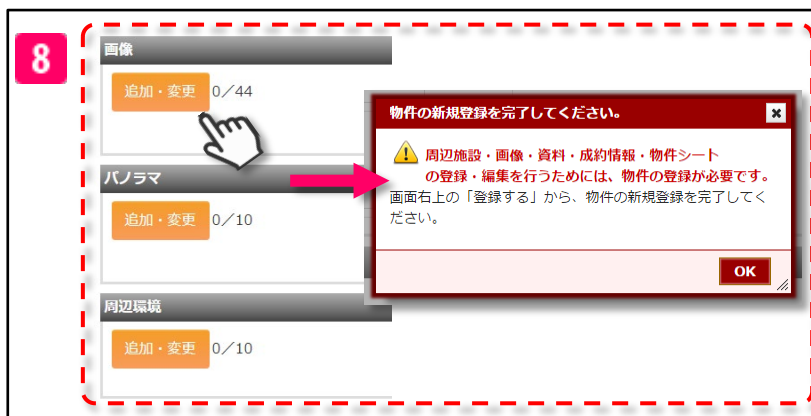 8
画像
追加・変更 0／44
パノラマ
追加・変更 0／10
周辺環境
追加・変更 0／10
物件の新規登録を完了してください。
周辺施設・画像・資料・成約情報・物件シート
の登録・編集を行うためには、物件の登録が必要です。
画面右上の「登録する」から、物件の新規登録を完了してく
ださい。
OK